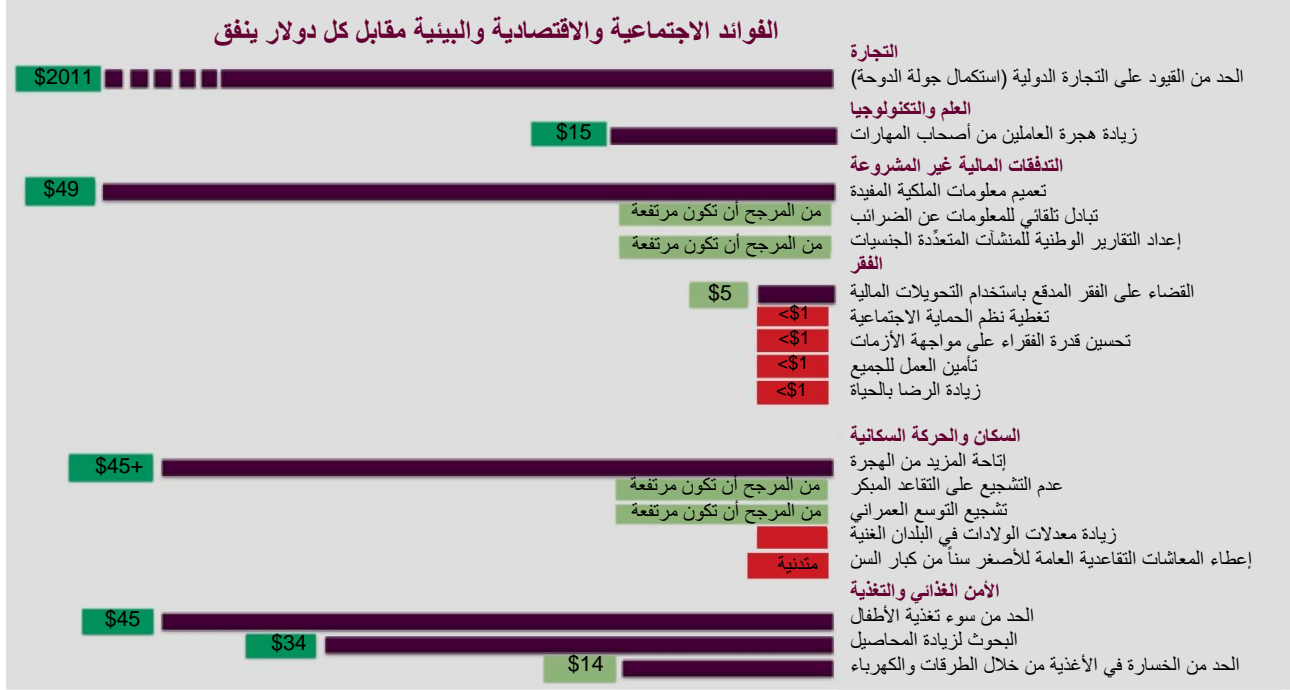 الفوائد الاجتماعية والاقتصادية والبيئية مقابل كل دولار ينفق
التجارة
الحد من القيود على التجارة الدولية (استكمال جولة الدوحة) $2011
العلم والتكنولوجيا
زيادة هجرة العاملين من أصحاب المهارات $15
التدفقات المالية غير المشروعة
تعميم معلومات الملكية المفيدة $49
تبادل تلقائي للمعلومات عن الضرائب من المرجح أن تكون مرتفعة
إعداد التقارير الوطنية للمنشآت المتعدّدة الجنسيات من المرجح أن تكون مرتفعة
الفقر
القضاء على الفقر المدقع باستخدام التحويلات المالية $5
تغطية نظم الحماية الاجتماعية <$1
تحسين قدرة الفقراء على مواجهة الأزمات <$1
تأمين العمل للجميع <$1
زيادة الرضا بالحياة <$1
السكان والحركة السكانية
إتاحة المزيد من الهجرة $45+
عدم التشجيع على التقاعد المبكر من المرجح أن تكون مرتفعة
تشجيع التوسع العمراني من المرجح أن تكون مرتفعة
زيادة معدلات الولادات في البلدان الغنية
إعطاء المعاشات التقاعدية العامة للأصغر سناً من كبار السن متدنية
الأمن الغذائي والتغذية
الحد من سوء تغذية الأطفال $45
البحوث لزيادة المحاصيل $34
الحد من الخسارة في الأغذية من خلال الطرقات والكهرباء $14